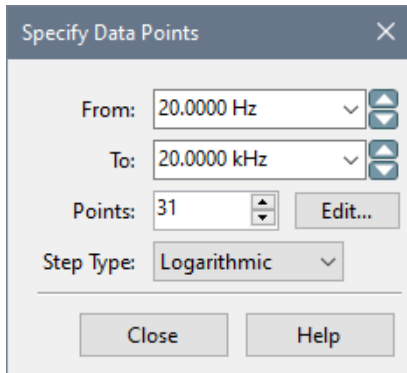 Specify Data Points
From: 20.0000 Hz
To: 20.0000 kHz
Points: 31 Edit...
Step Type: Logarithmic
Close Help